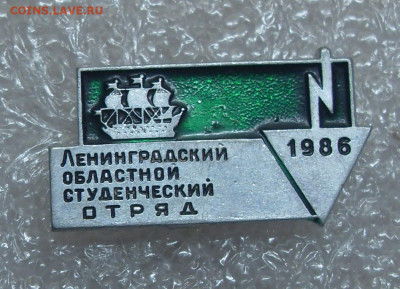 COINS.LAVE.RU
ЛЕНИНГРАДСКИЙ
ОБЛАСТНОЙ
СТУДЕНЧЕСКИЙ
ОТРЯД
1986